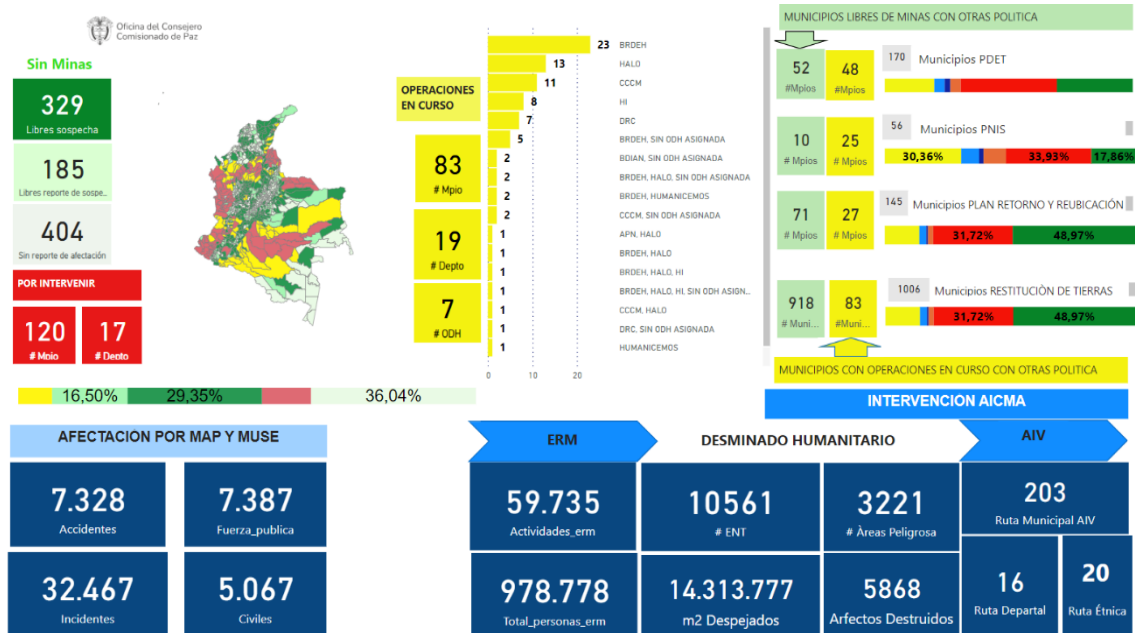 Oficina del Consejero
Comisionado de Paz
Sin Minas
329
Libres sospecha
185
Libres reporte de sospe..
404
Sin reporte de afectación
POR INTERVENIR
120
# Mpio
17
# Depto
16,50%
29,35%
36,04%
OPERACIONES
EN CURSO
83
# Mpio
19
# Depto
7
# ODH
23 BRDEH
13 HALO
11 CCCM
8 HI
7 DRC
5 BRDEH, SIN ODH ASIGNADA
2 BDIAN, SIN ODH ASIGNADA
2 BRDEH, HALO, SIN ODH ASIGNADA
2 BRDEH, HUMANICEMOS
2 CCCM, SIN ODH ASIGNADA
1 APN, HALO
1 BRDEH, HALO
1 BRDEH, HALO, HI
1 BRDEH, HALO, HI, SIN ODH ASIGN...
1 CCCM, HALO
1 DRC, SIN ODH ASIGNADA
1 HUMANICEMOS
0 10 20
MUNICIPIOS LIBRES DE MINAS CON OTRAS POLITICA
52
#Mpios
48
#Mpios
170 Municipios PDET
10
# Mpios
25
# Mpios
56 Municipios PNIS
30,36% 33,93% 17,86%
71
# Mpios
27
# Mpios
145 Municipios PLAN RETORNO Y REUBICACIÓN
31,72% 48,97%
918
# Muni...
83
#Muni...
1006 Municipios RESTITUCIÒN DE TIERRAS
31,72% 48,97%
MUNICIPIOS CON OPERACIONES EN CURSO CON OTRAS POLITICA
INTERVENCION AICMA
AFECTACION POR MAP Y MUSE
7.328
Accidentes
7.387
Fuerza_publica
32.467
Incidentes
5.067
Civiles
ERM
DESMINADO HUMANITARIO
AIV
59.735
Actividades_erm
10561
# ENT
3221
# Àreas Peligrosa
203
Ruta Municipal AIV
978.778
Total_personas_erm
14.313.777
m2 Despejados
5868
Arfectos Destruidos
16
Ruta Departal
20
Ruta Étnica